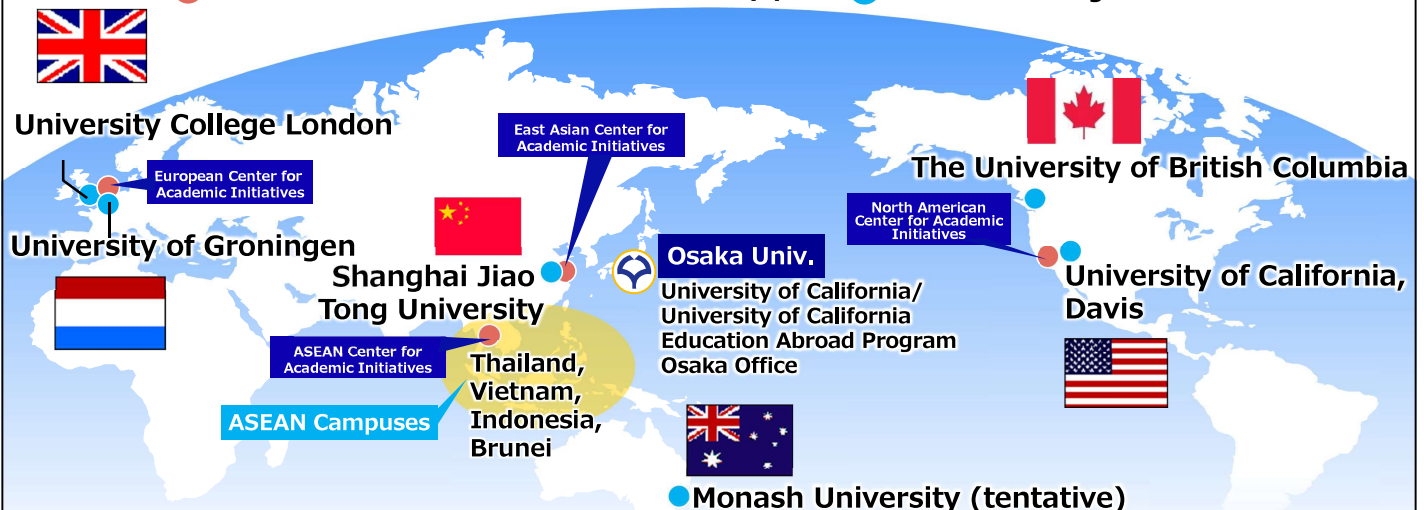 University College London
European Center for
Academic Initiatives
University of Groningen
East Asian Center for
Academic Initiatives
Shanghai Jiao
Tong University
Osaka Univ.
University of California/
University of California
Education Abroad Program
Osaka Office
ASEAN Center for
Academic Initiatives
Thailand,
Vietnam,
Indonesia,
Brunei
ASEAN Campuses
The University of British Columbia
North American
Center for Academic
Initiatives
University of California,
Davis
Monash University (tentative)